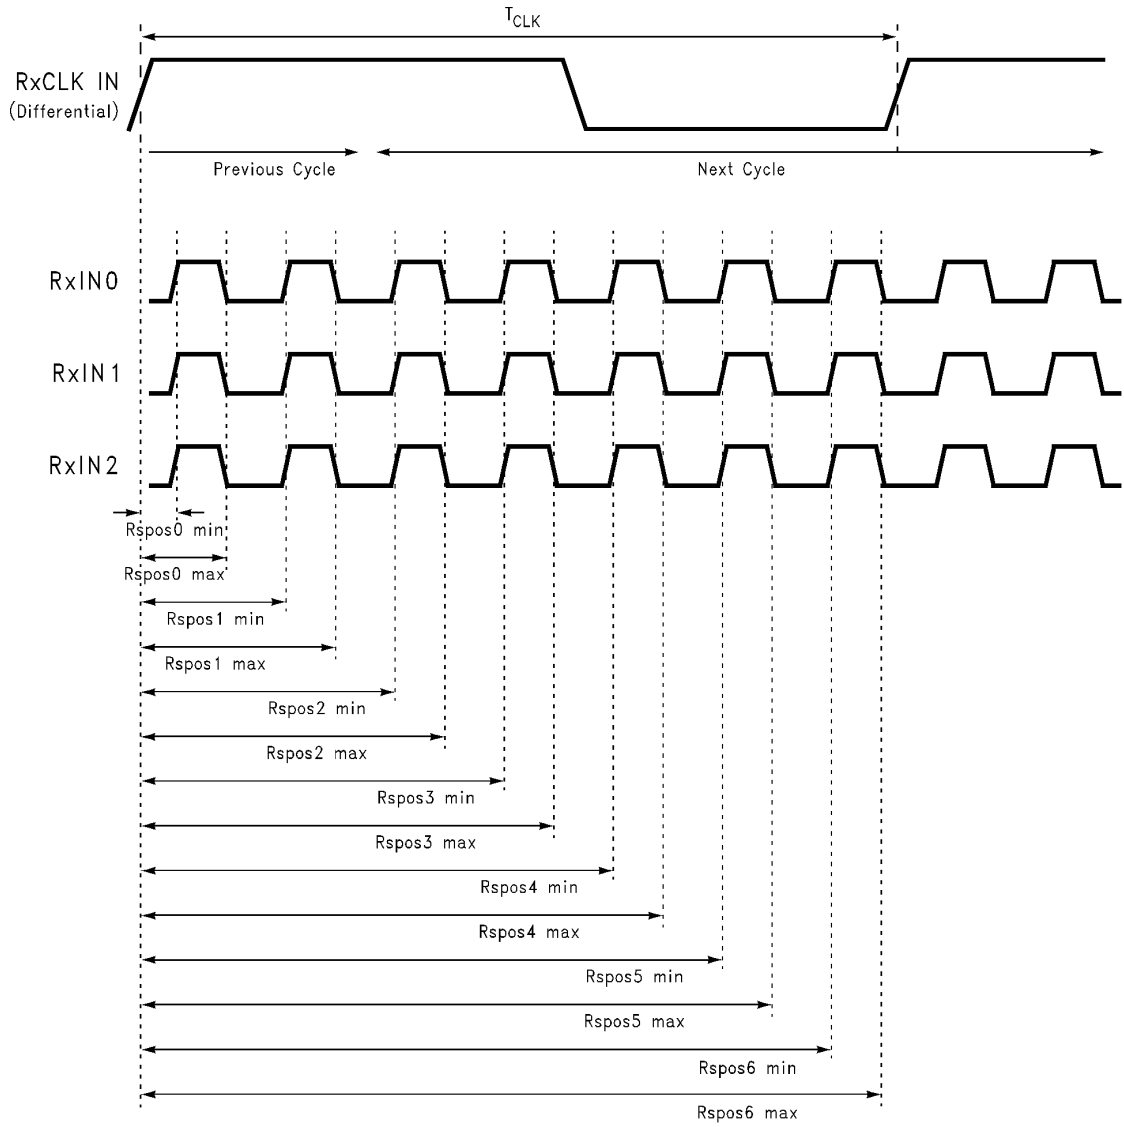 TCLK
RxCLK IN
(Differential)
Previous Cycle
Next Cycle
RxIN0
RxIN1
RxIN2
Rspos0 min
Rspos0 max
Rspos1 min
Rspos1 max
Rspos2 min
Rspos2 max
Rspos3 min
Rspos3 max
Rspos4 min
Rspos4 max
Rspos5 min
Rspos5 max
Rspos6 min
Rspos6 max